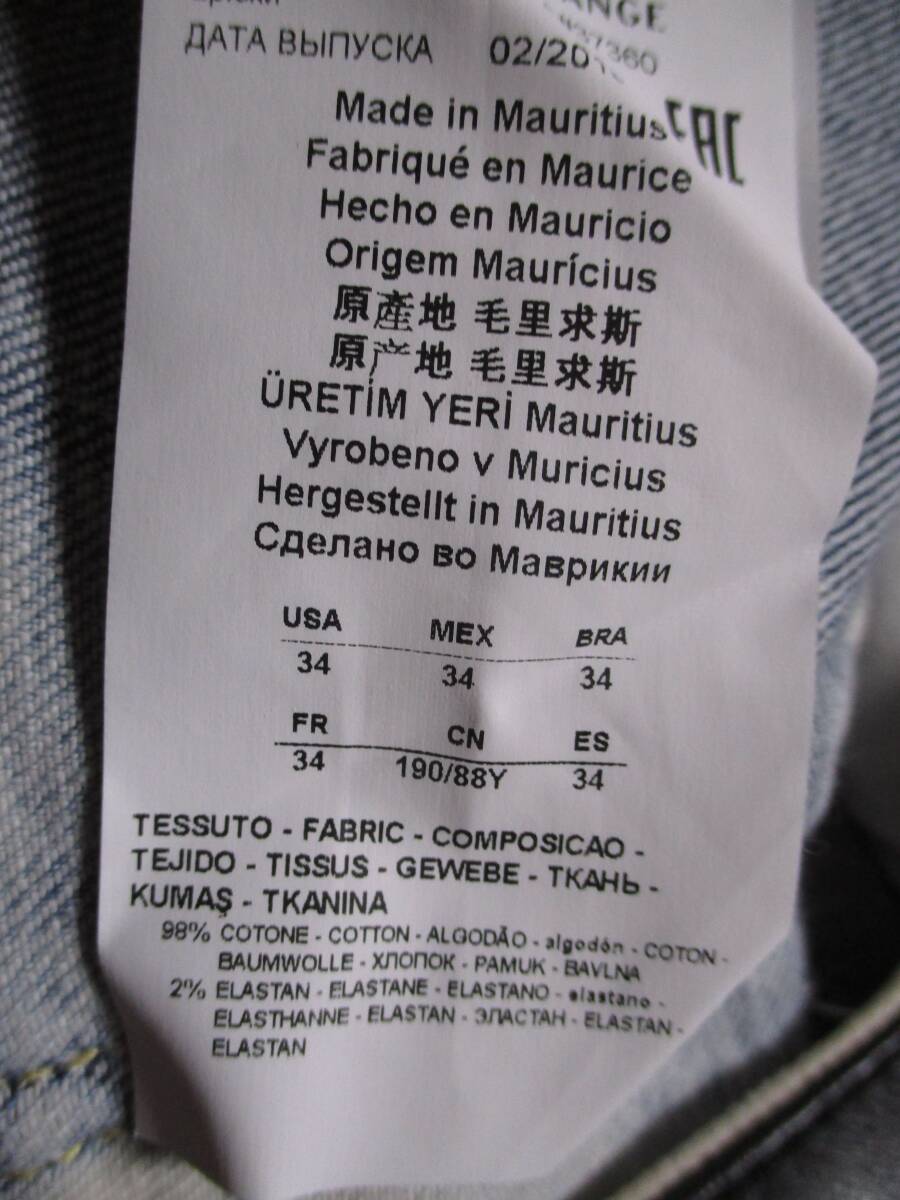 ДАТА ВЫПУСКА 02/20
Made in Mauritius EAC
Fabriqué en Maurice
Hecho en Mauricio
Origem Maurícius
原產地 毛里求斯
原产地 毛里求斯
ÜRETİM YERİ Mauritius
Vyrobeno v Muricius
Hergestellt in Mauritius
Сделано во Маврикии
USA MEX BRA
34 34 34
FR CN ES
34 190/88Y 34
TESSUTO - FABRIC - COMPOSICAO -
TEJIDO - TISSUS - GEWEBE - ТКАНЬ -
KUMAŞ - TKANINA
98% COTONE - COTTON - ALGODÃO - algodón - COTON -
BAUMWOLLE - ХЛОПОК - PAMUK - BAVLNA
2% ELASTAN - ELASTANE - ELASTANO - elastano -
ELASTHANNE - ELASTAN - ЭЛАСТАН - ELASTAN -
ELASTAN